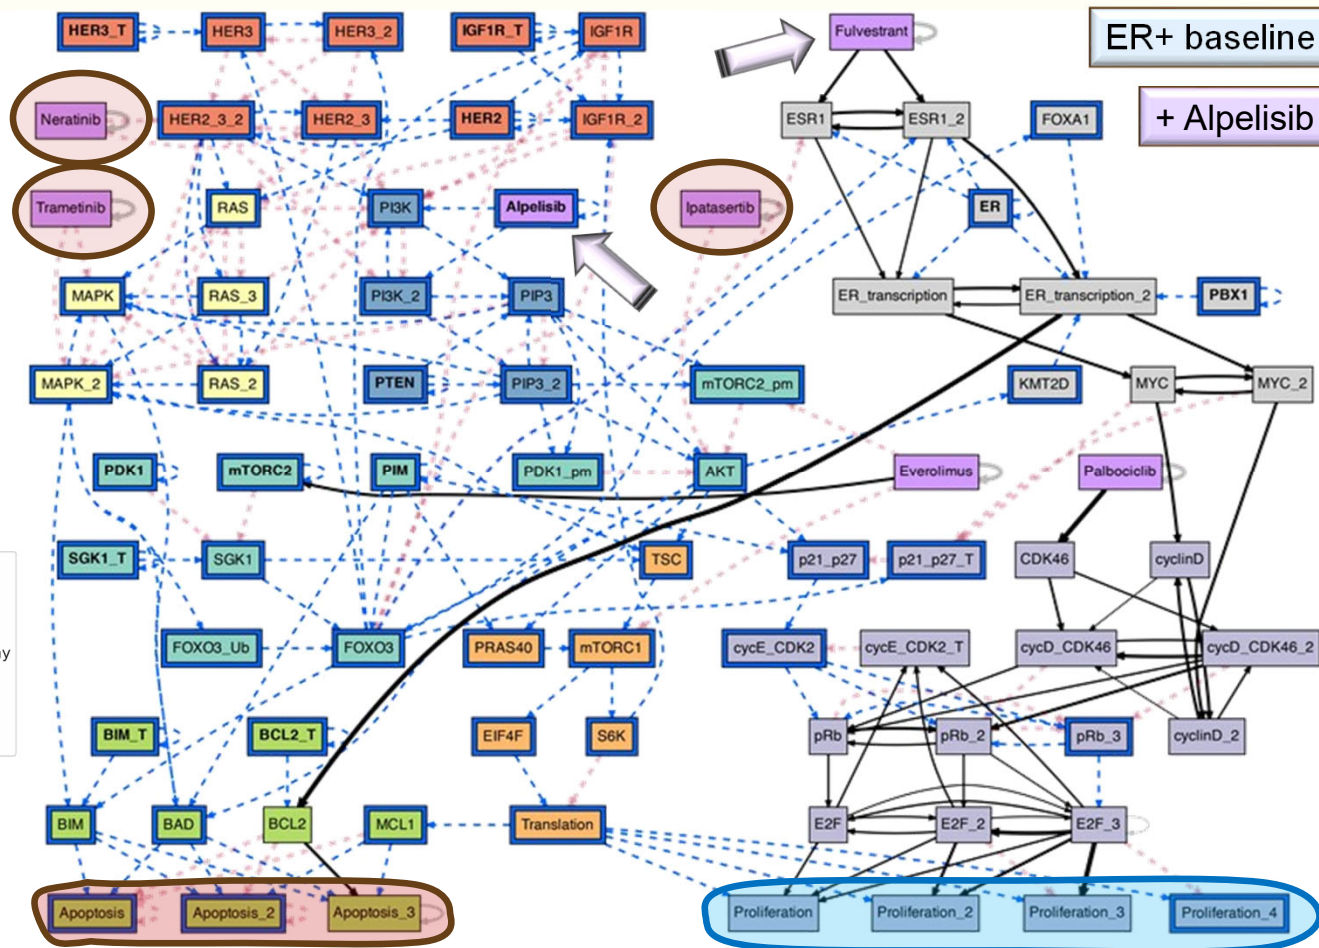 HER3_T
HER3
HER3_2
IGF1R_T
IGF1R
Fulvestrant
ER+ baseline
Neratinib
HER2_3_2
HER2_3
HER2
IGF1R_2
ESR1
ESR1_2
FOXA1
+ Alpelisib
Trametinib
RAS
PI3K
Alpelisib
Ipatasertib
ER
MAPK
RAS_3
PI3K_2
PIP3
ER_transcription
ER_transcription_2
PBX1
MAPK_2
RAS_2
PTEN
PIP3_2
mTORC2_pm
KMT2D
MYC
MYC_2
PDK1
mTORC2
PIM
PDK1_pm
AKT
Everolimus
Palbociclib
SGK1_T
SGK1
TSC
p21_p27
p21_p27_T
CDK46
cyclinD
FOXO3_Ub
FOXO3
PRAS40
mTORC1
cycE_CDK2
cycE_CDK2_T
cycD_CDK46
cycD_CDK46_2
BIM_T
BCL2_T
EIF4F
S6K
pRb
pRb_2
pRb_3
cyclinD_2
BIM
BAD
BCL2
MCL1
Translation
E2F
E2F_2
E2F_3
Apoptosis
Apoptosis_2
Apoptosis_3
Proliferation
Proliferation_2
Proliferation_3
Proliferation_4